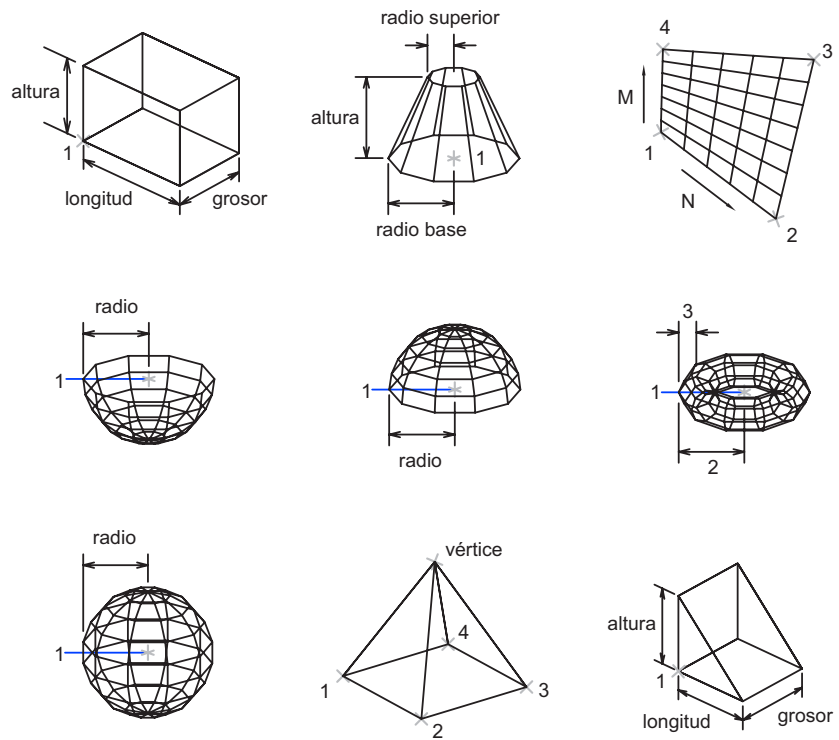 altura
1
longitud
grosor
radio superior
altura
1
radio base
4
3
M
1
N
2
radio
1
1
radio
3
1
2
radio
1
vértice
4
1
3
2
altura
1
longitud
grosor